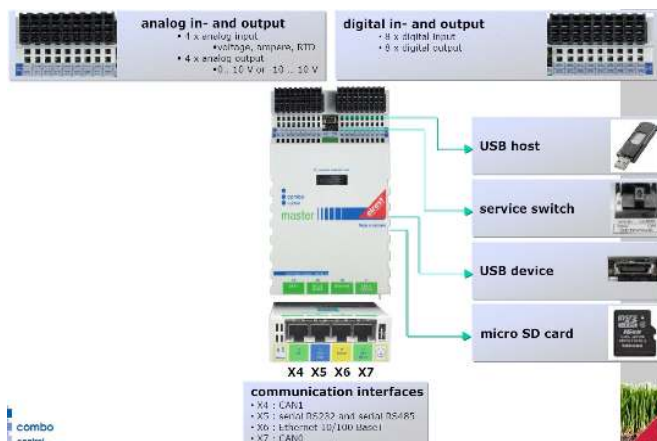 analog in- and output
• 4 x analog input
•voltage, ampere, RTD
• 4 x analog output
•0.. 10 V or -10 .. 10 V
digital in- and output
• 8 x digital input
• 8 x digital output
USB host
service switch
USB device
micro SD card
combo
master
X4 X5 X6 X7
communication interfaces
• X4 : CAN1
• X5 : serial RS232 and serial RS485
• X6 : Ethernet 10/100 BaseT
• X7 : CAN0
combo
control